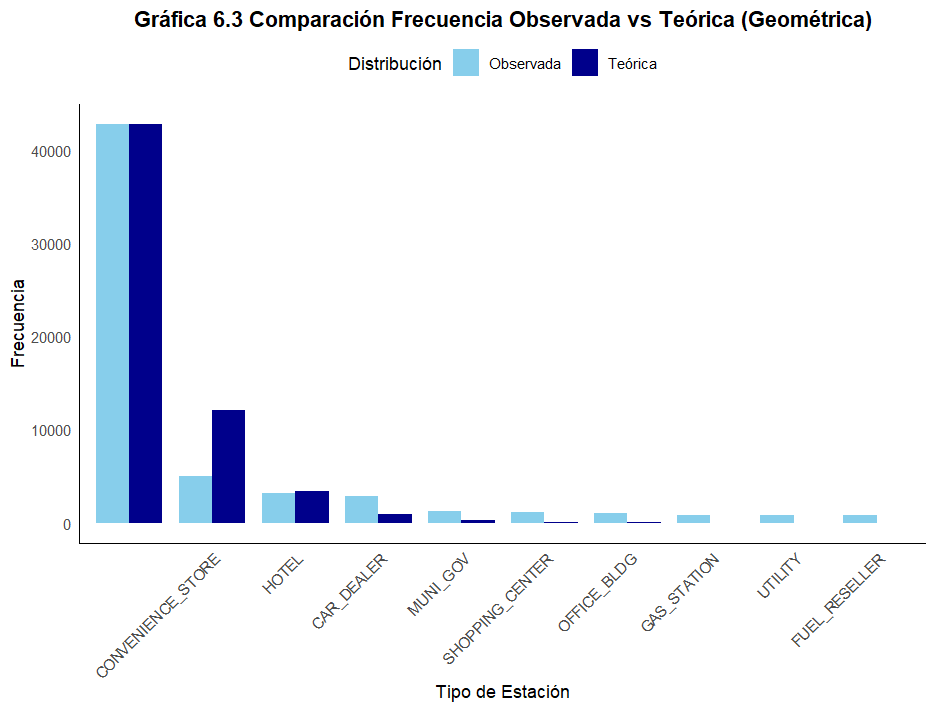 Gráfica 6.3 Comparación Frecuencia Observada vs Teórica (Geométrica)
Distribución Observada Teórica
Frecuencia
40000
30000
20000
10000
0
CONVENIENCE_STORE
HOTEL
CAR_DEALER
MUNI_GOV
SHOPPING_CENTER
OFFICE_BLDG
GAS_STATION
UTILITY
FUEL_RESELLER
Tipo de Estación